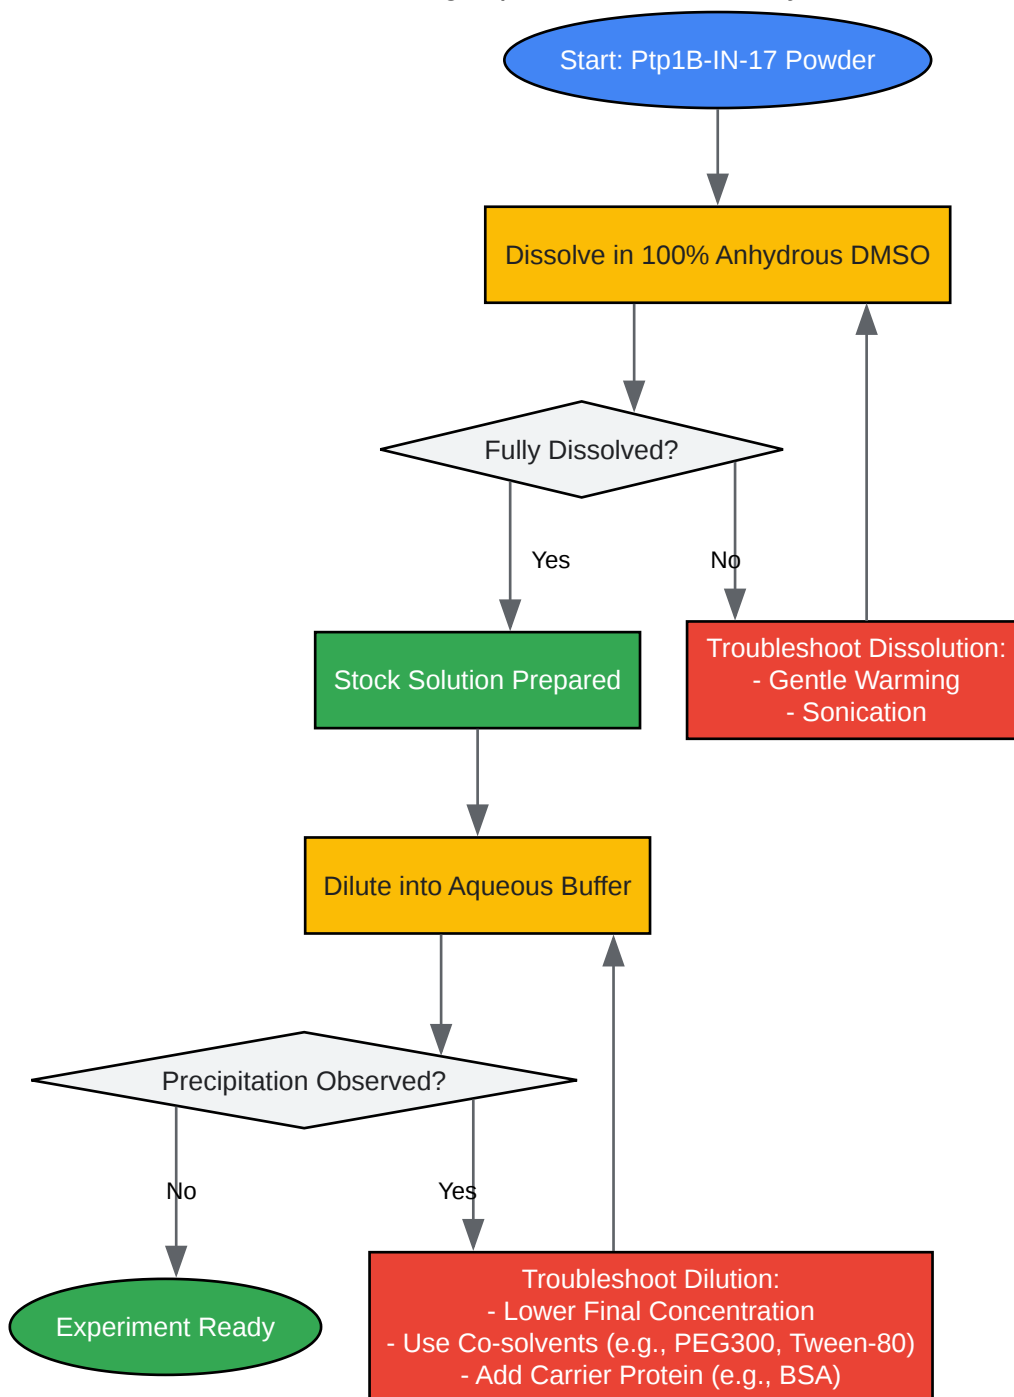 Start: Ptp1B-IN-17 Powder
Dissolve in 100% Anhydrous DMSO
Fully Dissolved?
Yes
No
Troubleshoot Dissolution:
- Gentle Warming
- Sonication
Stock Solution Prepared
Dilute into Aqueous Buffer
Precipitation Observed?
No
Yes
Experiment Ready
Troubleshoot Dilution:
- Lower Final Concentration
- Use Co-solvents (e.g., PEG300, Tween-80)
- Add Carrier Protein (e.g., BSA)